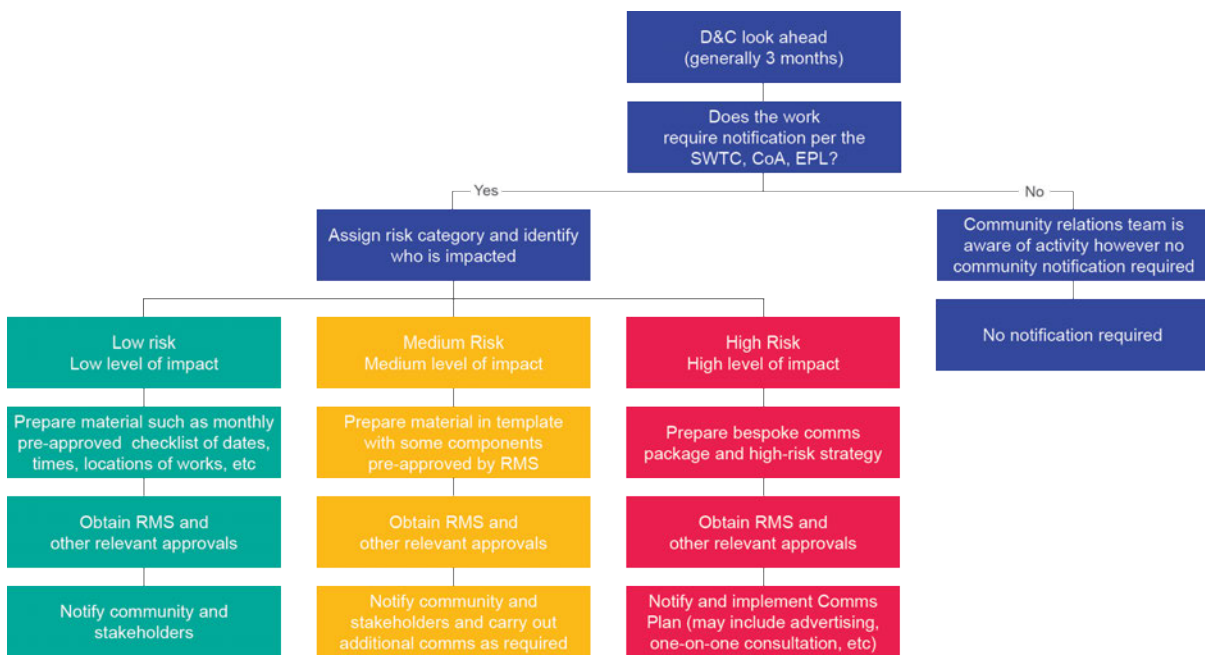 D&C look ahead
(generally 3 months)
Does the work
require notification per the
SWTC, CoA, EPL?
Yes
No
Assign risk category and identify
who is impacted
Community relations team is
aware of activity however no
community notification required
Low risk
Low level of impact
Medium Risk
Medium level of impact
High Risk
High level of impact
No notification required
Prepare material such as monthly
pre-approved checklist of dates,
times, locations of works, etc
Prepare material in template
with some components
pre-approved by RMS
Prepare bespoke comms
package and high-risk strategy
Obtain RMS and
other relevant approvals
Obtain RMS and
other relevant approvals
Obtain RMS and
other relevant approvals
Notify community and
stakeholders
Notify community and
stakeholders and carry out
additional comms as required
Notify and implement Comms
Plan (may include advertising,
one-on-one consultation, etc)